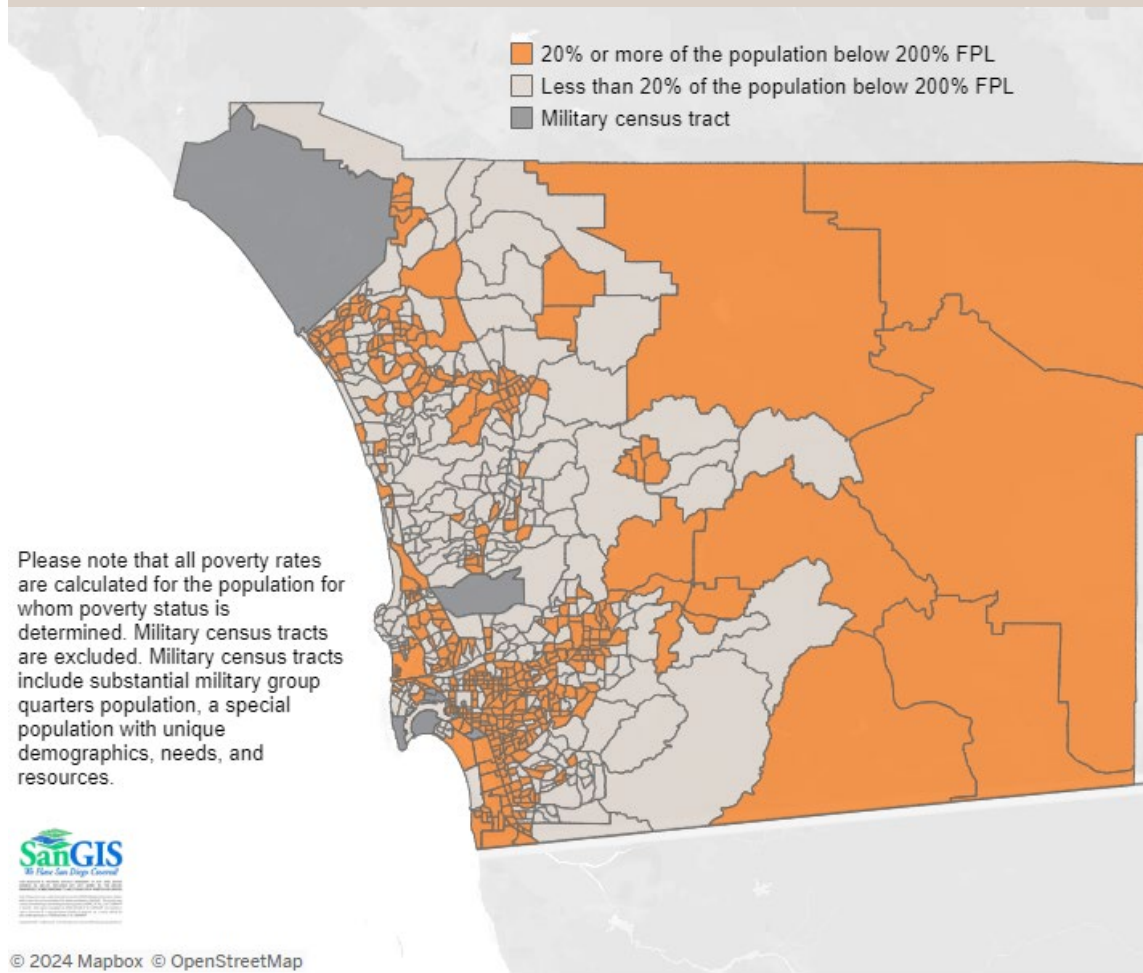 20% or more of the population below 200% FPL
Less than 20% of the population below 200% FPL
Military census tract
Please note that all poverty rates
are calculated for the population for
whom poverty status is
determined. Military census tracts
are excluded. Military census tracts
include substantial military group
quarters population, a special
population with unique
demographics, needs, and
resources.
SanGIS
We Have San Diego Covered!
© 2024 Mapbox © OpenStreetMap